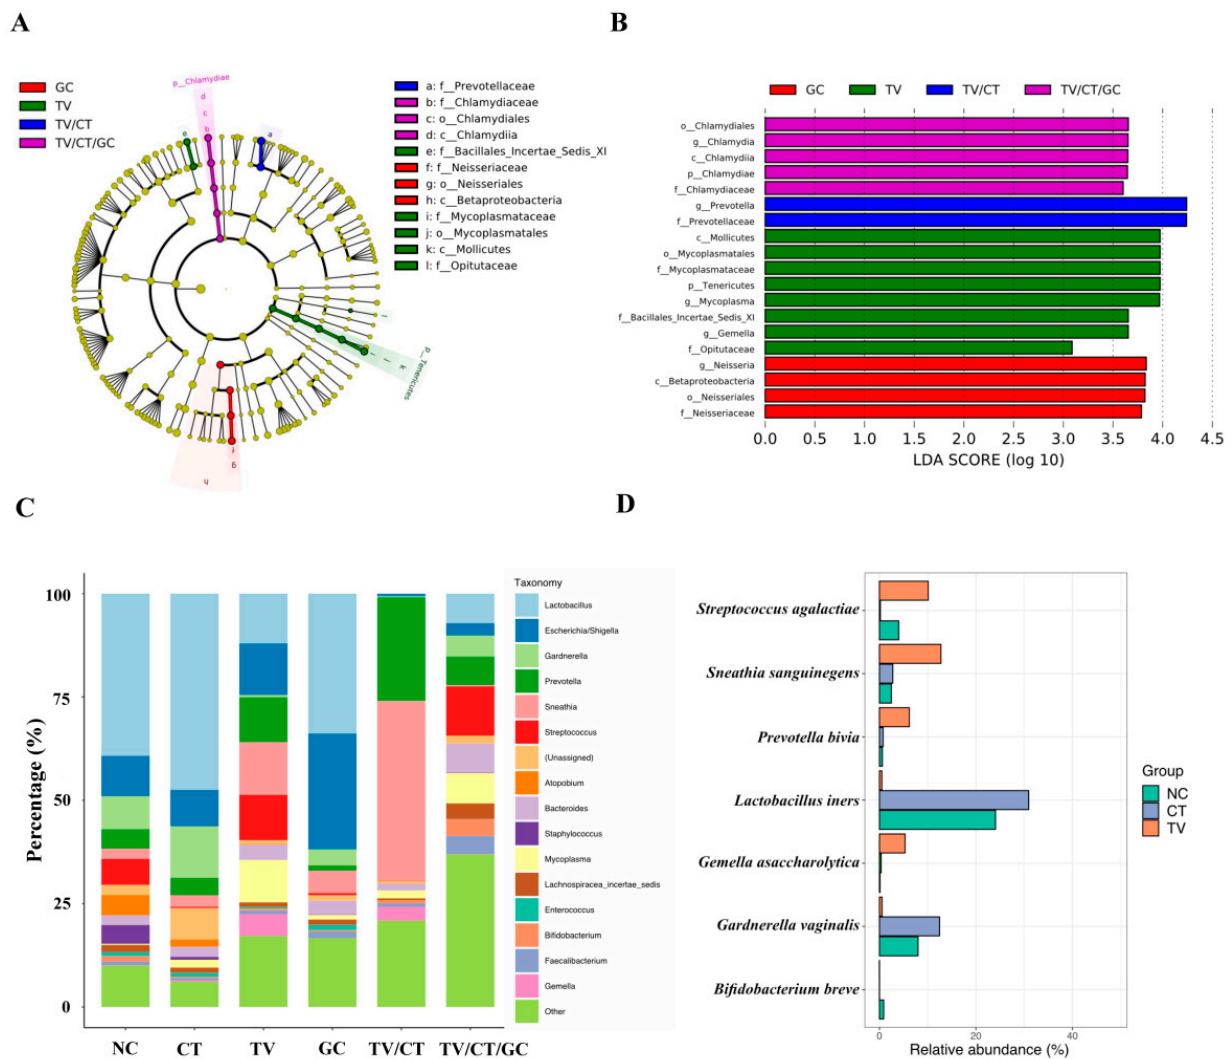 A
GC
TV
TV/CT
TV/CT/GC
p__Chlamydiae
d
c
b
e
a
a: f__Prevotellaceae
b: f__Chlamydiaceae
c: o__Chlamydiales
d: c__Chlamydiia
e: f__Bacillales_Incertae_Sedis_XI
f: f__Neisseriaceae
g: o__Neisseriales
h: c__Betaproteobacteria
i: f__Mycoplasmataceae
j: o__Mycoplasmatales
k: c__Mollicutes
l: f__Opitutaceae
l
i
j
k
p__Tenericutes
f
g
h
B
GC
TV
TV/CT
TV/CT/GC
o__Chlamydiales
g__Chlamydia
c__Chlamydiia
p__Chlamydiae
f__Chlamydiaceae
g__Prevotella
f__Prevotellaceae
c__Mollicutes
o__Mycoplasmatales
f__Mycoplasmataceae
p__Tenericutes
g__Mycoplasma
f__Bacillales_Incertae_Sedis_XI
g__Gemella
f__Opitutaceae
g__Neisseria
c__Betaproteobacteria
o__Neisseriales
f__Neisseriaceae
0.0 0.5 1.0 1.5 2.0 2.5 3.0 3.5 4.0 4.5
LDA SCORE (log 10)
C
Percentage (%)
100
75
50
25
0
NC CT TV GC TV/CT TV/CT/GC
Taxonomy
Lactobacillus
Escherichia/Shigella
Gardnerella
Prevotella
Sneathia
Streptococcus
(Unassigned)
Atopobium
Bacteroides
Staphylococcus
Mycoplasma
Lachnospiracea_incertae_sedis
Enterococcus
Bifidobacterium
Faecalibacterium
Gemella
Other
D
Streptococcus agalactiae
Sneathia sanguinegens
Prevotella bivia
Lactobacillus iners
Gemella asaccharolytica
Gardnerella vaginalis
Bifidobacterium breve
0 20 40
Relative abundance (%)
Group
NC
CT
TV